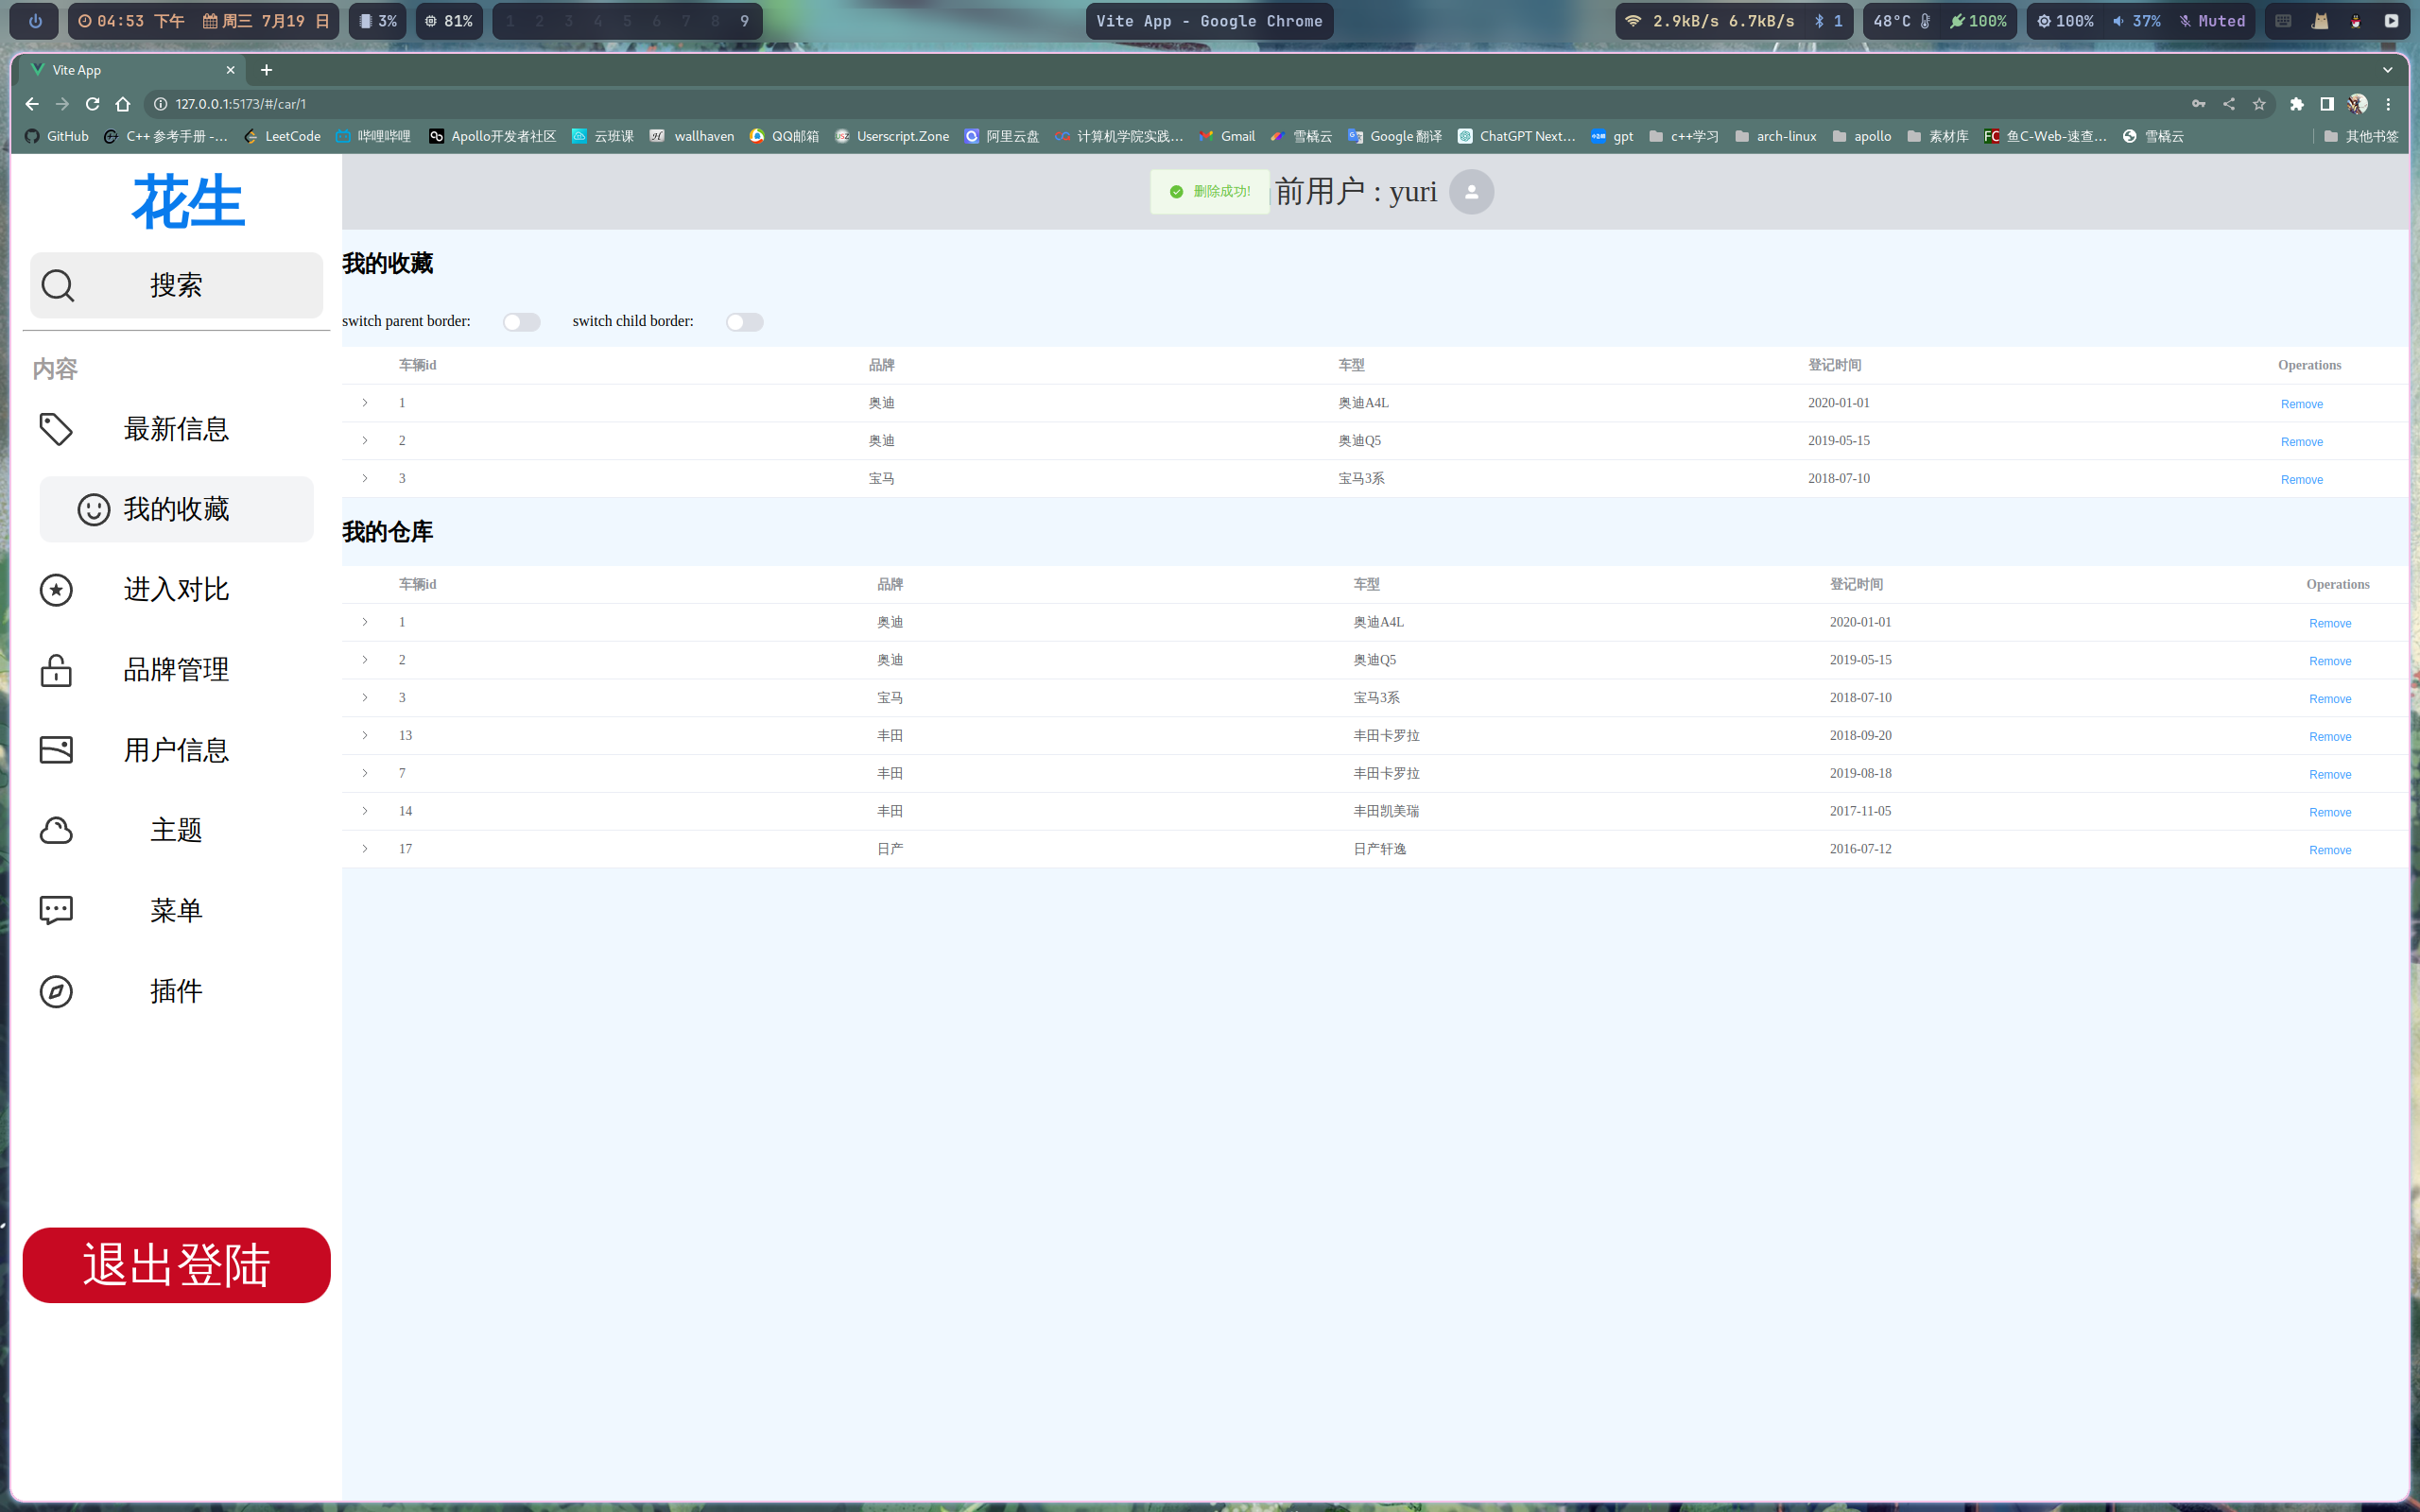 04:53 下午 周三 7月19 日 3% 81% 1 2 3 4 5 6 7 8 9 Vite App - Google Chrome 2.9kB/s 6.7kB/s 1 48°C 100% 100% 37% Muted
Vite App
127.0.0.1:5173/#/car/1
GitHub C++ 参考手册 -... LeetCode 哔哩哔哩 Apollo开发者社区 云班课 wallhaven QQ邮箱 Userscript.Zone 阿里云盘 计算机学院实践... Gmail 雪橇云 Google 翻译 ChatGPT Next... gpt c++学习 arch-linux apollo 素材库 鱼C-Web-速查... 雪橇云 其他书签
花生
删除成功!
前用户 : yuri
搜索
内容
最新信息
我的收藏
进入对比
品牌管理
用户信息
主题
菜单
插件
退出登陆
我的收藏
switch parent border: switch child border:
车辆id 品牌 车型 登记时间 Operations
1 奥迪 奥迪A4L 2020-01-01 Remove
2 奥迪 奥迪Q5 2019-05-15 Remove
3 宝马 宝马3系 2018-07-10 Remove
我的仓库
车辆id 品牌 车型 登记时间 Operations
1 奥迪 奥迪A4L 2020-01-01 Remove
2 奥迪 奥迪Q5 2019-05-15 Remove
3 宝马 宝马3系 2018-07-10 Remove
13 丰田 丰田卡罗拉 2018-09-20 Remove
7 丰田 丰田卡罗拉 2019-08-18 Remove
14 丰田 丰田凯美瑞 2017-11-05 Remove
17 日产 日产轩逸 2016-07-12 Remove